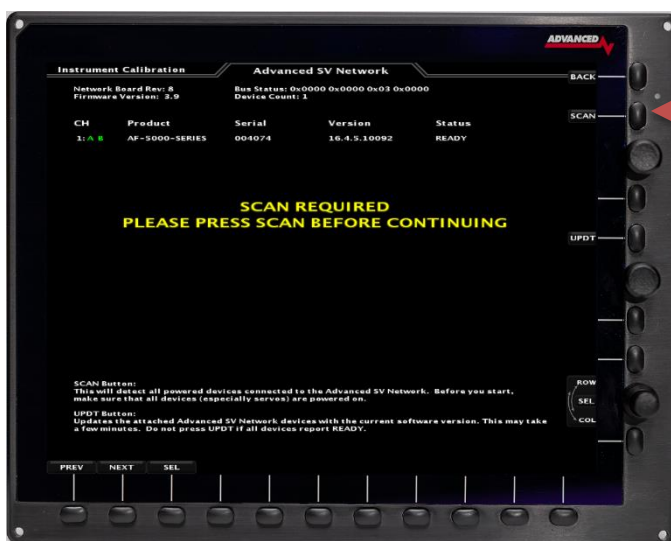 ADVANCED
Instrument Calibration
Advanced SV Network
BACK
Network Board Rev: 8
Firmware Version: 3.9
Bus Status: 0x0000 0x0000 0x03 0x0000
Device Count: 1
SCAN
CH Product Serial Version Status
1: A B AF-5000-SERIES 004074 16.4.5.10092 READY
SCAN REQUIRED
PLEASE PRESS SCAN BEFORE CONTINUING
UPDT
SCAN Button:
This will detect all powered devices connected to the Advanced SV Network. Before you start,
make sure that all devices (especially servos) are powered on.
UPDT Button:
Updates the attached Advanced SV Network devices with the current software version. This may take
a few minutes. Do not press UPDT if all devices report READY.
ROW
SEL
COL
PREV NEXT SEL